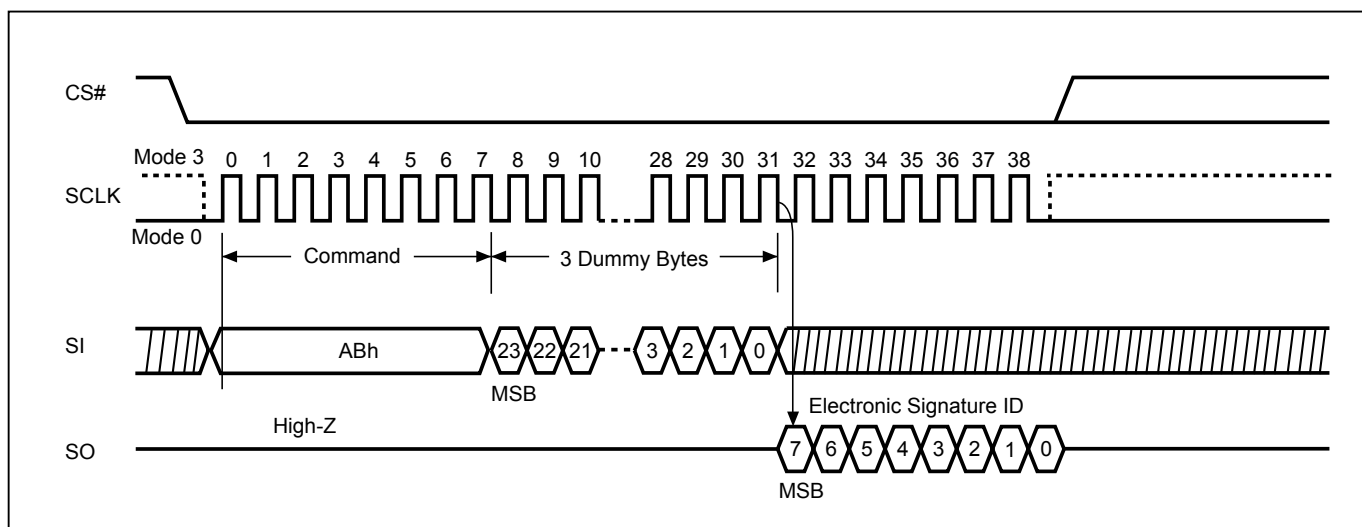 CS#
Mode 3
0 1 2 3 4 5 6 7 8 9 10 28 29 30 31 32 33 34 35 36 37 38
SCLK
Mode 0
Command
3 Dummy Bytes
SI
ABh
23 22 21 3 2 1 0
MSB
Electronic Signature ID
High-Z
SO
7 6 5 4 3 2 1 0
MSB